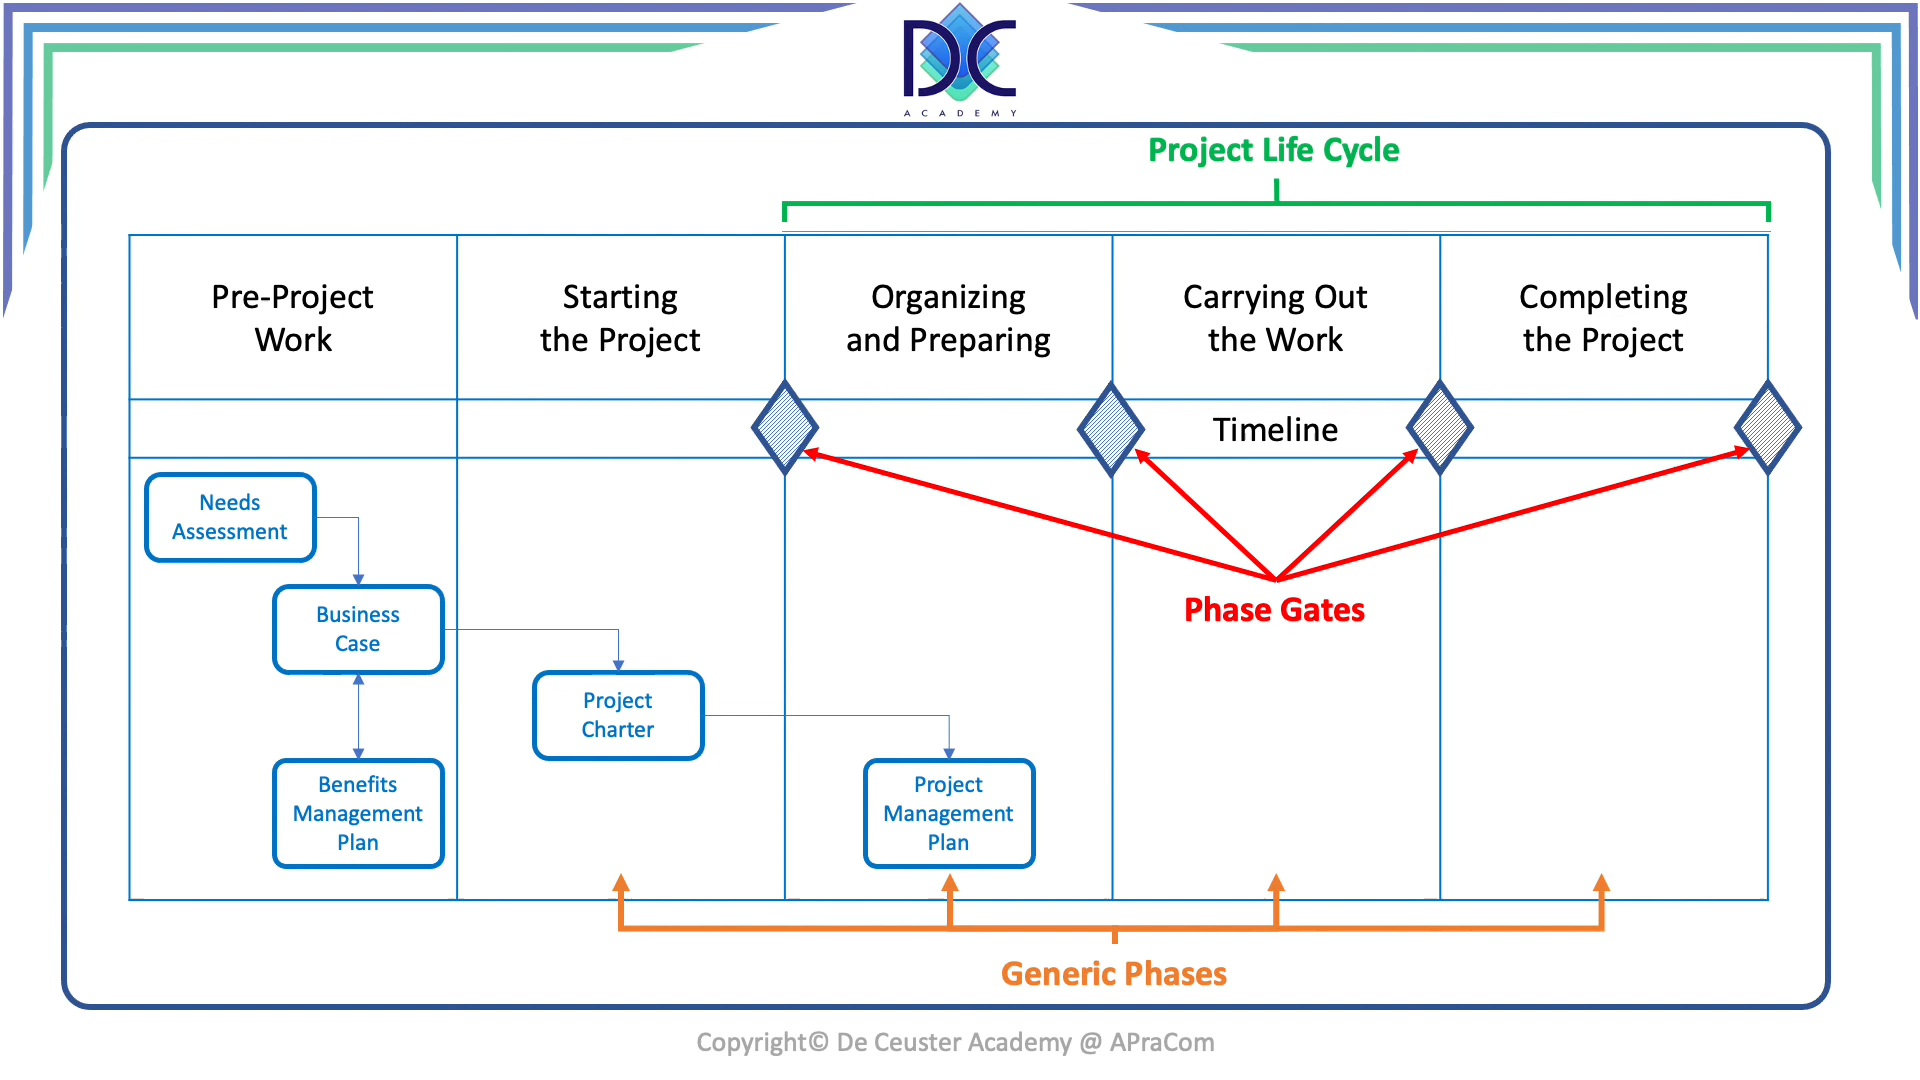 DC
ACADEMY
Project Life Cycle
Pre-Project
Work
Starting
the Project
Organizing
and Preparing
Carrying Out
the Work
Completing
the Project
Timeline
Needs
Assessment
Business
Case
Phase Gates
Project
Charter
Benefits
Management
Plan
Project
Management
Plan
Generic Phases
Copyright© De Ceuster Academy @ APraCom